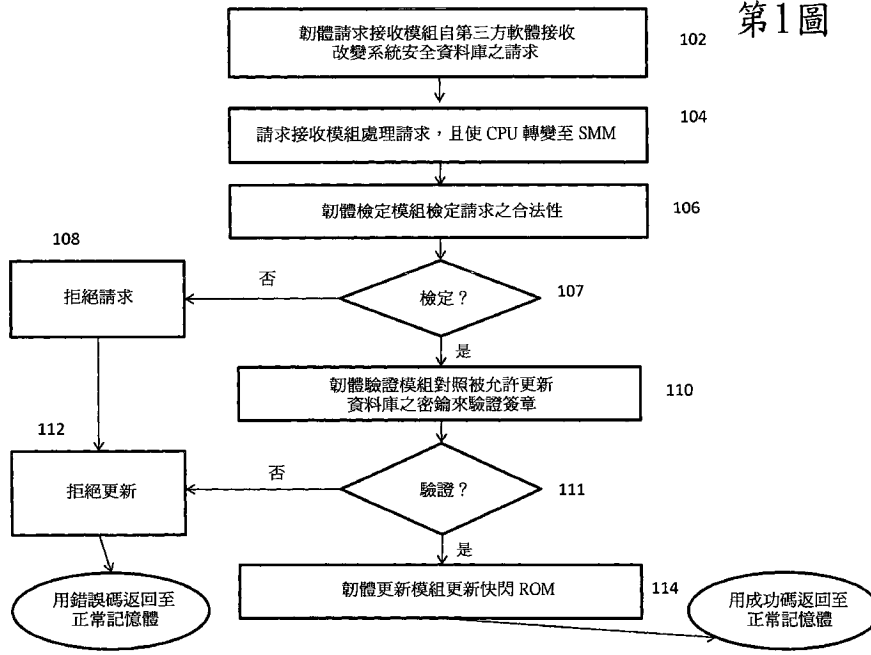 第1圖
韌體請求接收模組自第三方軟體接收
改變系統安全資料庫之請求
102
請求接收模組處理請求，且使 CPU 轉變至 SMM
104
韌體檢定模組檢定請求之合法性
106
108
拒絕請求
否
檢定？
107
是
韌體驗證模組對照被允許更新
資料庫之密鑰來驗證簽章
110
112
拒絕更新
否
驗證？
111
是
韌體更新模組更新快閃 ROM
114
用錯誤碼返回至
正常記憶體
用成功碼返回至
正常記憶體